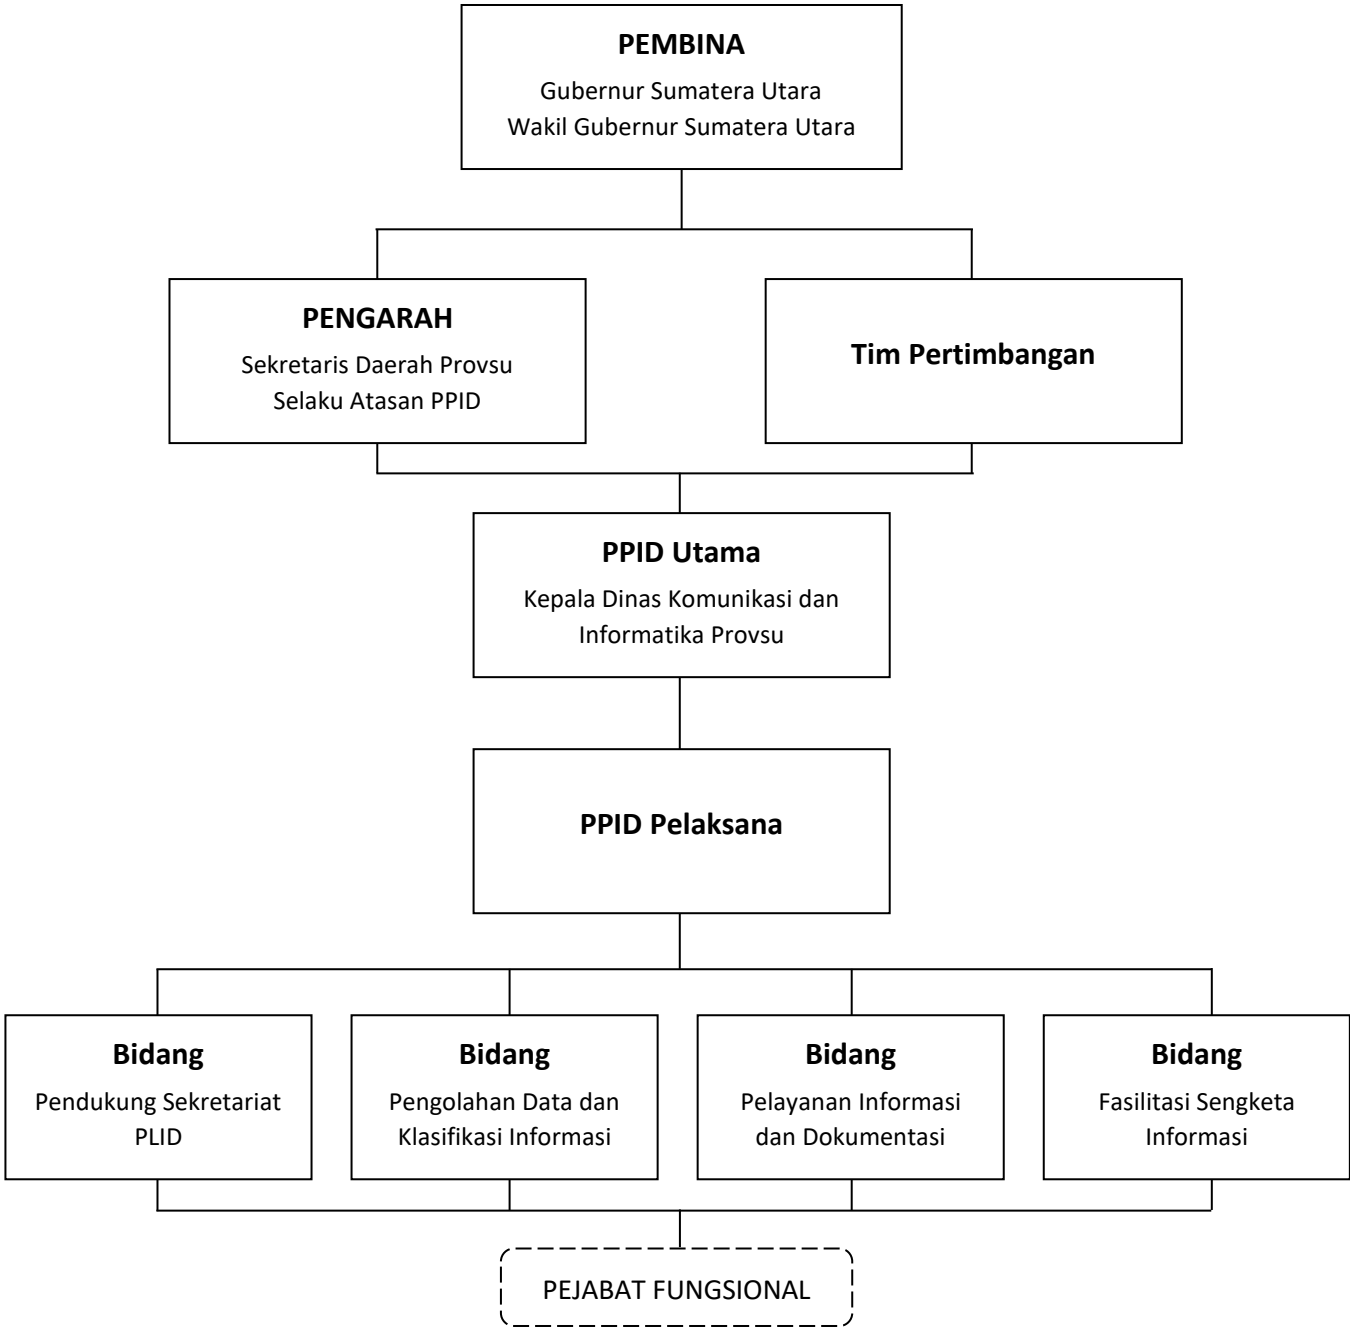 PEMBINA
Gubernur Sumatera Utara
Wakil Gubernur Sumatera Utara
PENGARAH
Sekretaris Daerah Provsu
Selaku Atasan PPID
Tim Pertimbangan
PPID Utama
Kepala Dinas Komunikasi dan
Informatika Provsu
PPID Pelaksana
Bidang
Pendukung Sekretariat
PLID
Bidang
Pengolahan Data dan
Klasifikasi Informasi
Bidang
Pelayanan Informasi
dan Dokumentasi
Bidang
Fasilitasi Sengketa
Informasi
PEJABAT FUNGSIONAL